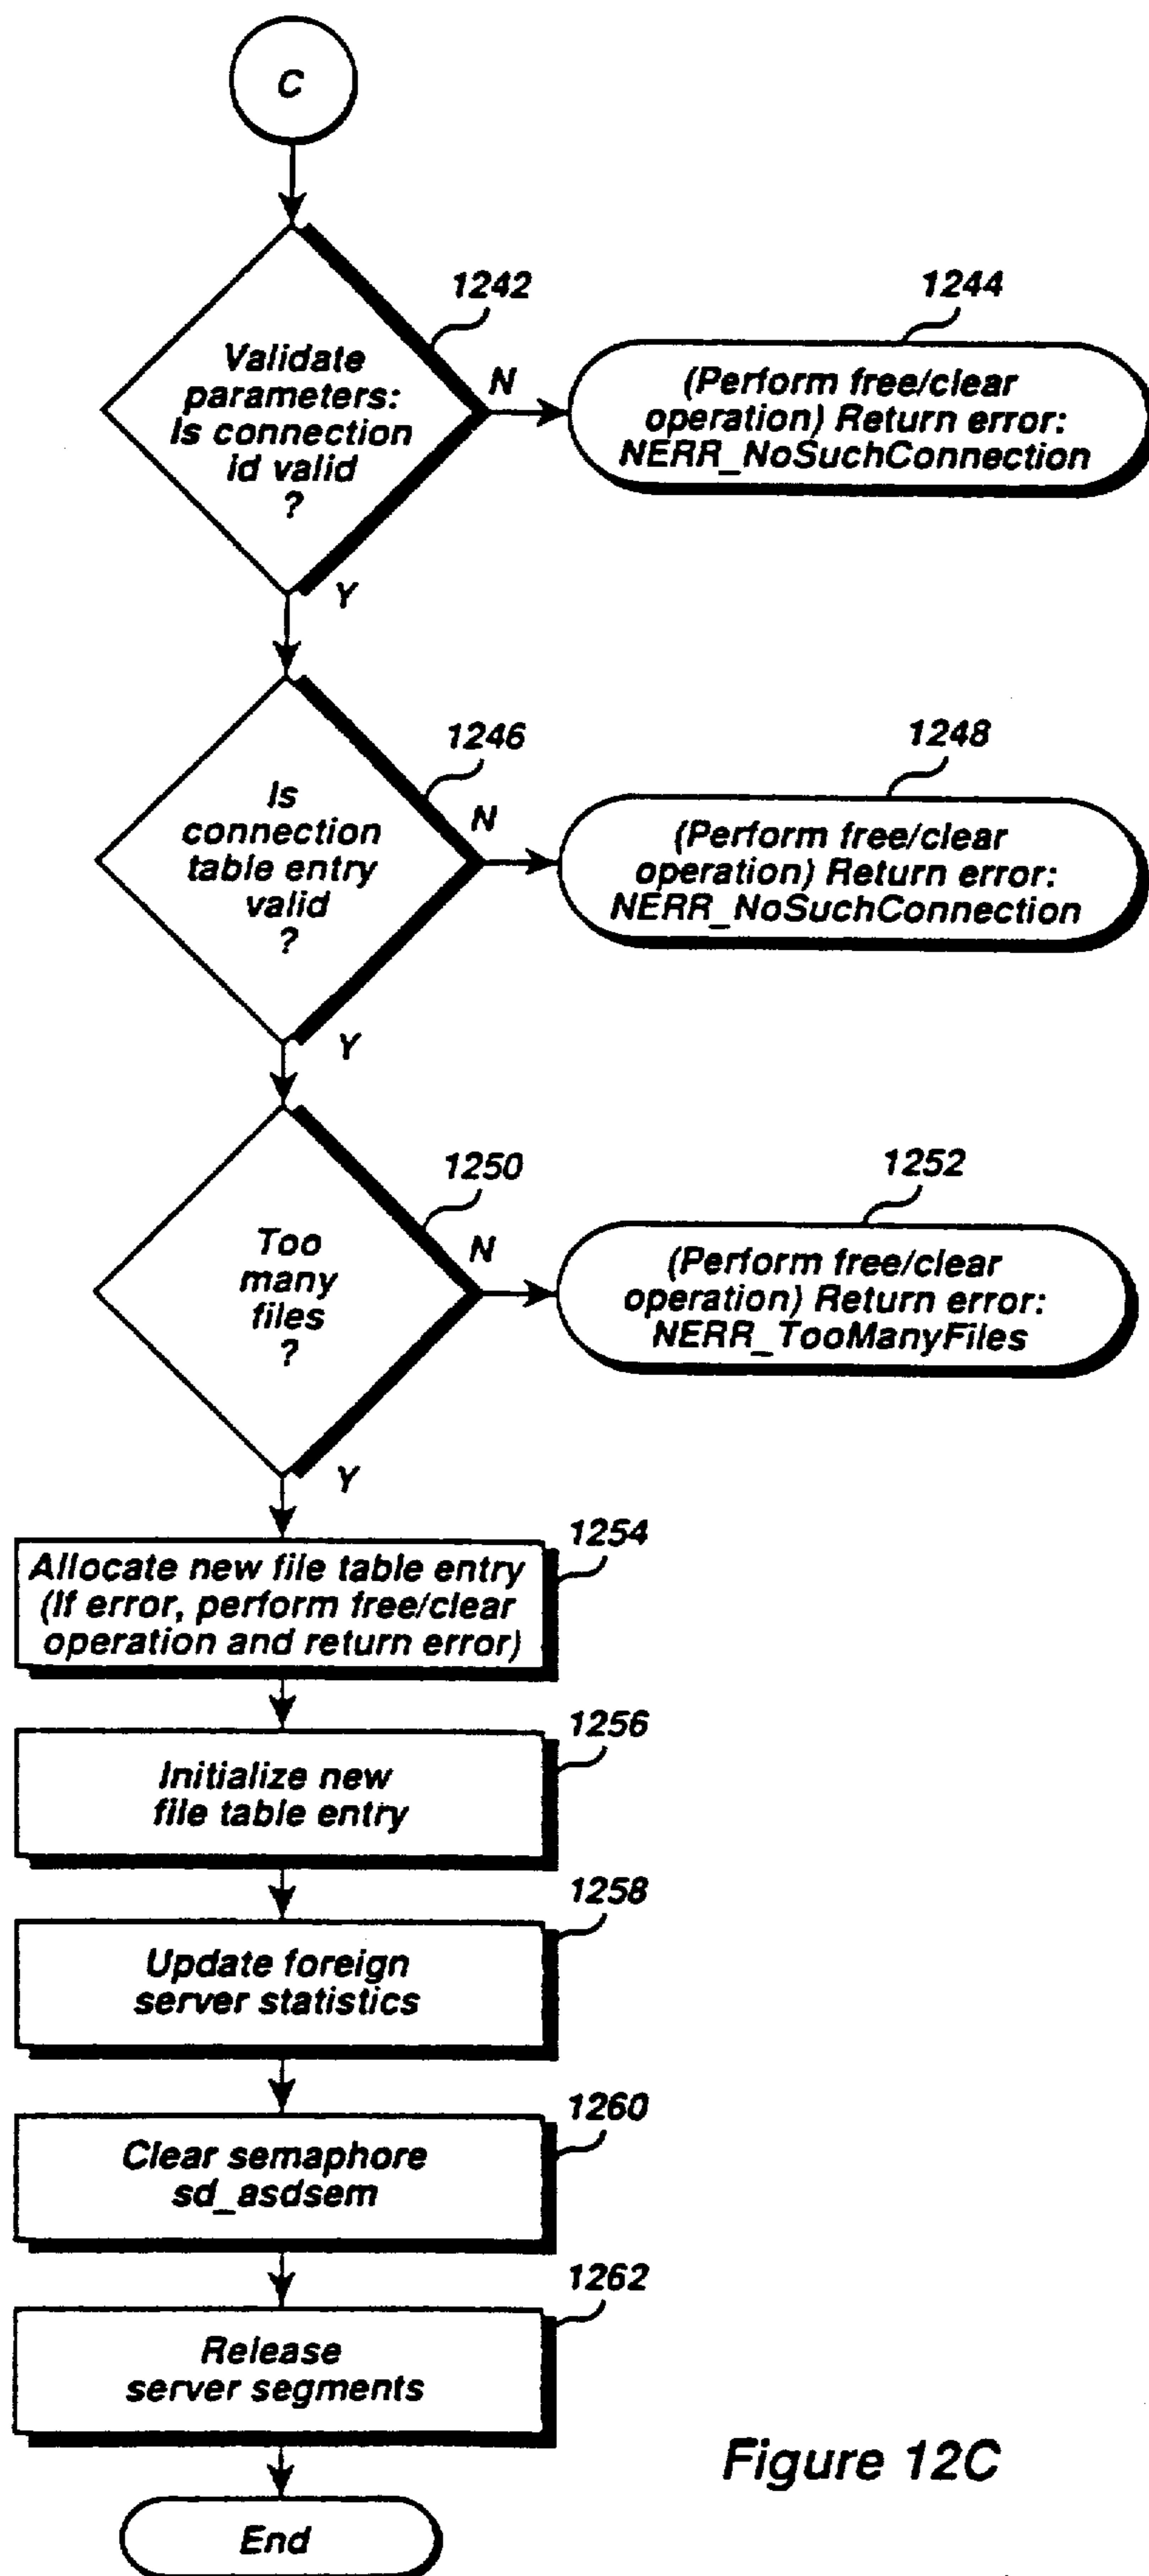 C
1242
Validate
parameters:
Is connection
id valid
?
N
Y
1244
(Perform free/clear
operation) Return error:
NERR_NoSuchConnection
1246
Is
connection
table entry
valid
?
N
Y
1248
(Perform free/clear
operation) Return error:
NERR_NoSuchConnection
1250
Too
many
files
?
N
Y
1252
(Perform free/clear
operation) Return error:
NERR_TooManyFiles
1254
Allocate new file table entry
(If error, perform free/clear
operation and return error)
1256
Initialize new
file table entry
1258
Update foreign
server statistics
1260
Clear semaphore
sd_asdsem
1262
Release
server segments
End
Figure 12C